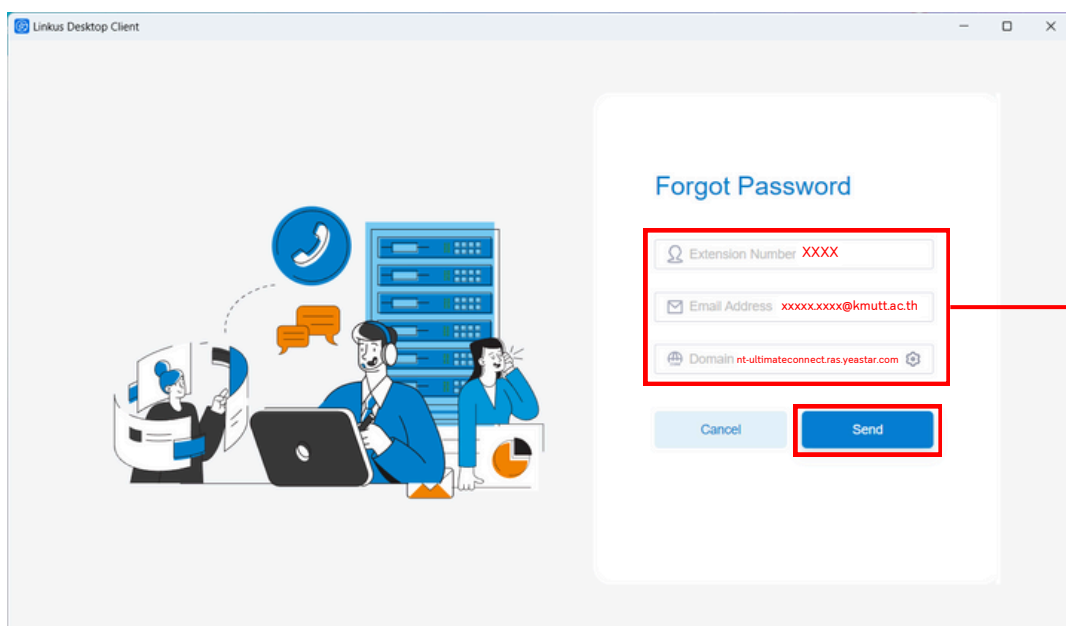 Linkus Desktop Client
Forgot Password
Extension Number XXXX
Email Address xxxxx.xxxx@kmutt.ac.th
Domain nt-ultimateconnect.ras.yeastar.com
Cancel Send